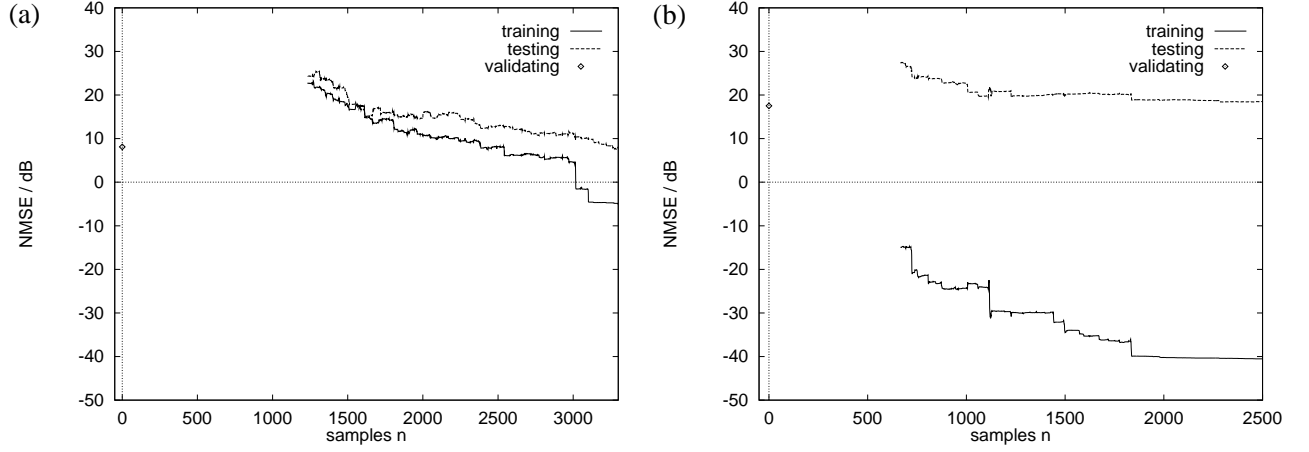 (a)
40
30
20
10
0
-10
-20
-30
-40
-50
NMSE / dB
training
testing
validating
0 500 1000 1500 2000 2500 3000
samples n
(b)
40
30
20
10
0
-10
-20
-30
-40
-50
NMSE / dB
training
testing
validating
0 500 1000 1500 2000 2500
samples n